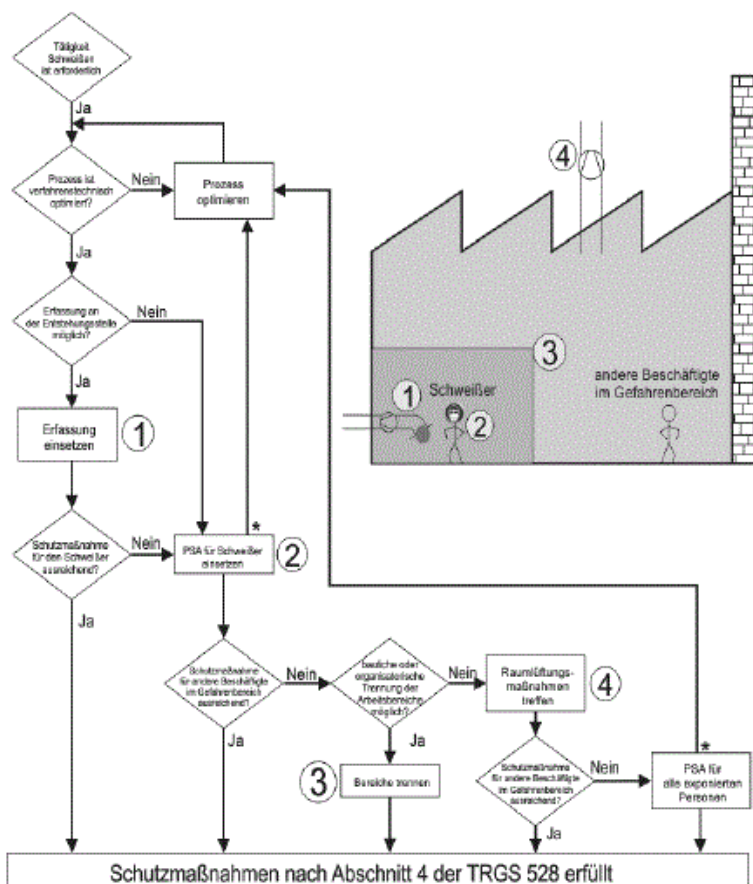 Tätigkeit
Schweißen
ist erforderlich
Ja
Prozess ist
verfahrenstechnisch
optimiert?
Nein
Prozess
optimieren
Ja
Erfassung an
der Entstehungsstelle
möglich?
Nein
Ja
Erfassung
einsetzen
1
Schutzmaßnahme
für den Schweißer
ausreichend?
Nein
*
PSA für Schweißer
einsetzen
2
Ja
Schutzmaßnahme
für andere Beschäftigte
im Gefahrenbereich
ausreichend?
Nein
bauliche oder
organisatorische
Trennung der
Arbeitsbereiche
möglich?
Nein
Raumlüftungs-
maßnahmen
treffen
4
Ja
Ja
3
Bereiche trennen
Schutzmaßnahme
für andere Beschäftigte
im Gefahrenbereich
ausreichend?
Nein
*
PSA für
alle exponierten
Personen
Ja
Schutzmaßnahmen nach Abschnitt 4 der TRGS 528 erfüllt
4
3
1
Schweißer
2
andere Beschäftigte
im Gefahrenbereich